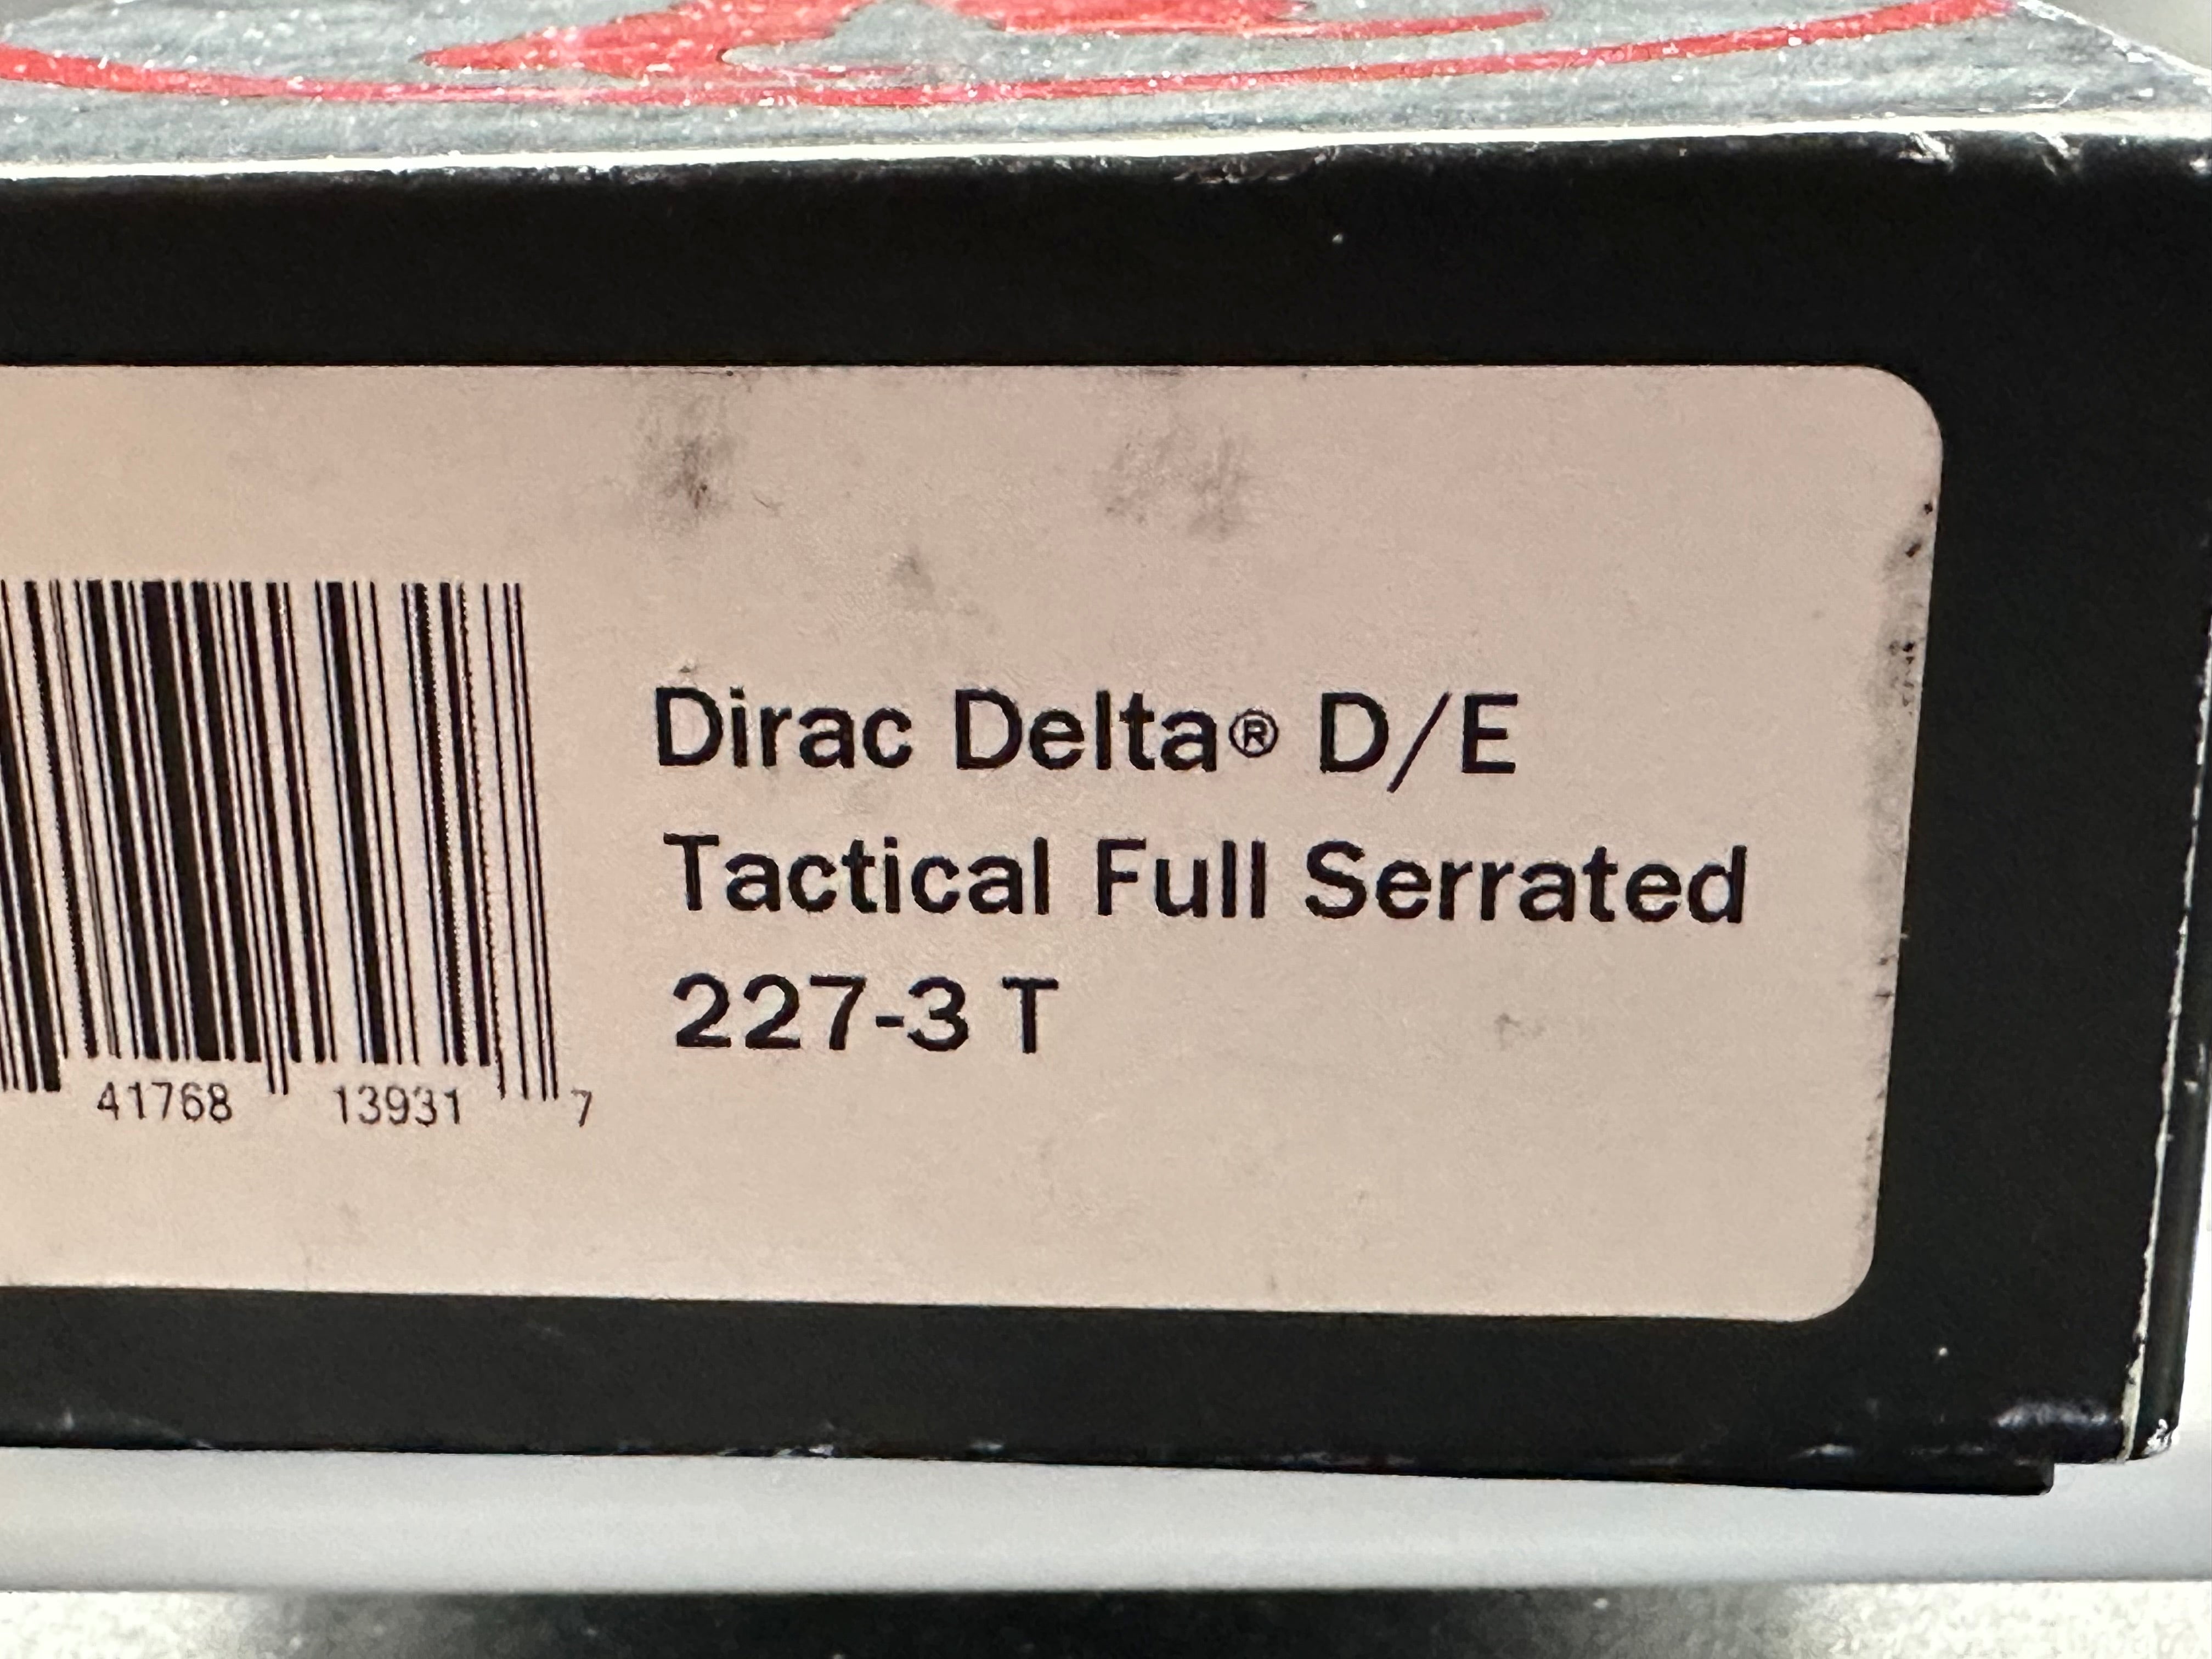 Dirac Delta® D/E
Tactical Full Serrated
227-3 T
41768 13931 7